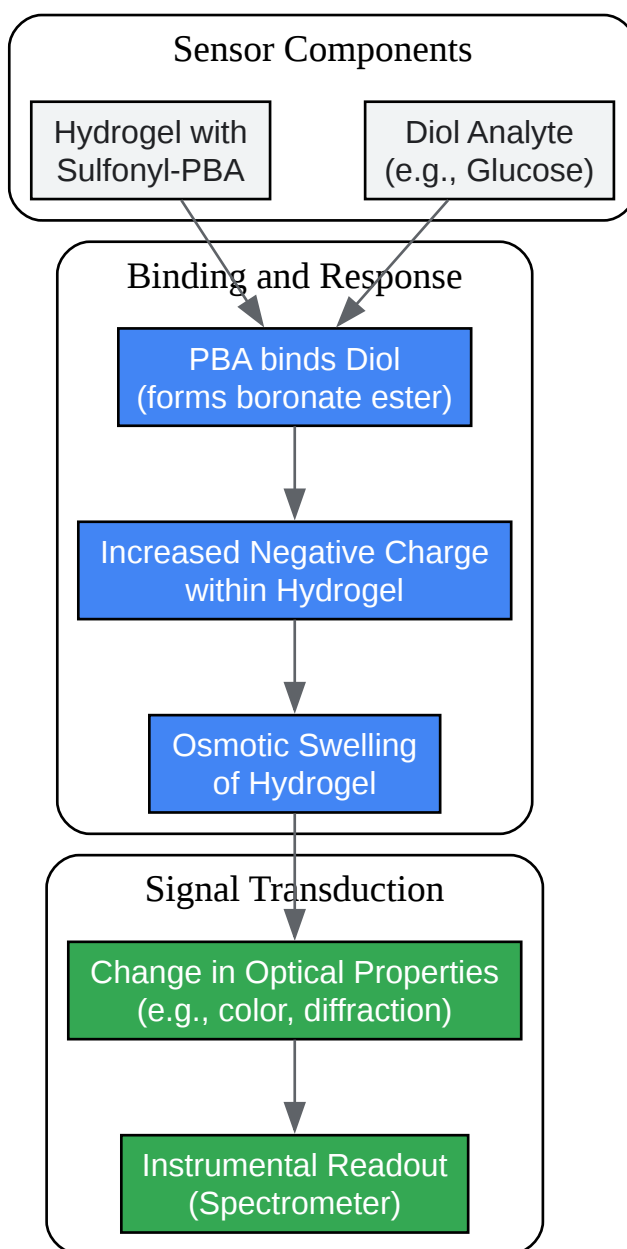 Sensor Components
Hydrogel with
Sulfonyl-PBA
Diol Analyte
(e.g., Glucose)
Binding and Response
PBA binds Diol
(forms boronate ester)
Increased Negative Charge
within Hydrogel
Osmotic Swelling
of Hydrogel
Signal Transduction
Change in Optical Properties
(e.g., color, diffraction)
Instrumental Readout
(Spectrometer)